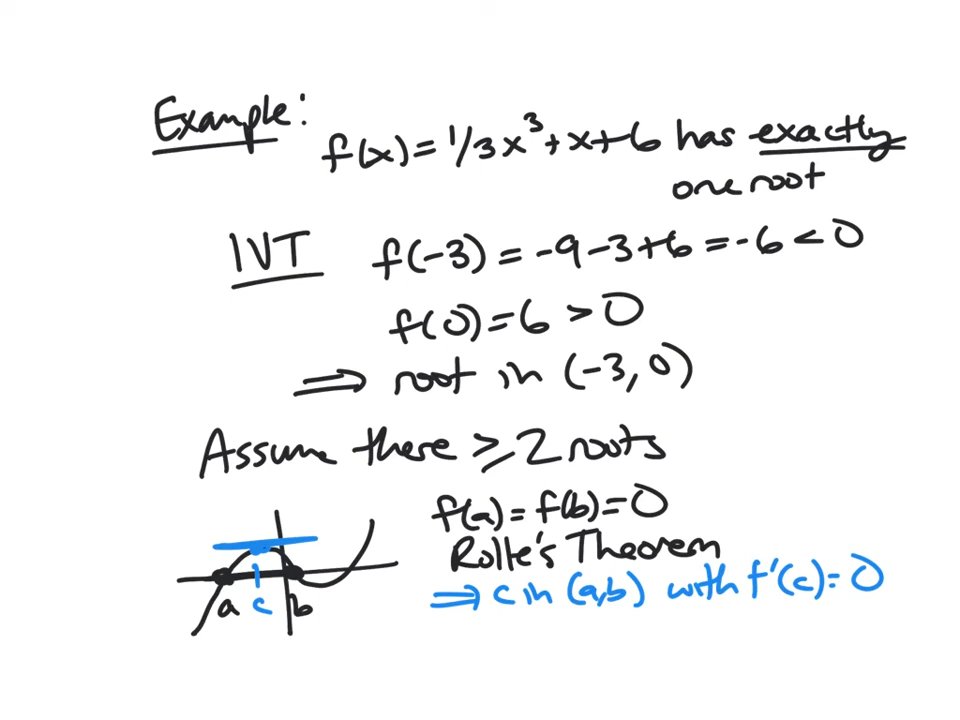 Example:
f(x) = 1/3x³ + x + 6 has exactly
one root
IVT f(-3) = -9 - 3 + 6 = -6 < 0
f(0) = 6 > 0
⟹ root in (-3, 0)
Assume there ≥ 2 roots
f(a) = f(b) = 0
Rolle's Theorem
⟹ c in (a,b) with f'(c) = 0
a c b